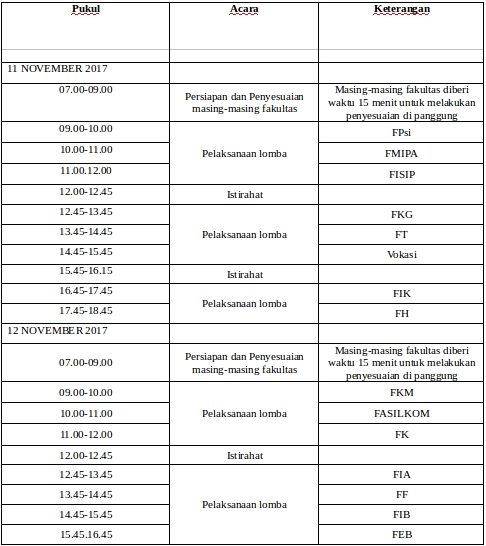 Pukul Acara Keterangan
11 NOVEMBER 2017
07.00-09.00 Persiapan dan Penyesuaian masing-masing fakultas Masing-masing fakultas diberi waktu 15 menit untuk melakukan penyesuaian di panggung
09.00-10.00 Pelaksanaan lomba FPsi
10.00-11.00 FMIPA
11.00.12.00 FISIP
12.00-12.45 Istirahat
12.45-13.45 Pelaksanaan lomba FKG
13.45-14.45 FT
14.45-15.45 Vokasi
15.45-16.15 Istirahat
16.45-17.45 Pelaksanaan lomba FIK
17.45-18.45 FH
12 NOVEMBER 2017
07.00-09.00 Persiapan dan Penyesuaian masing-masing fakultas Masing-masing fakultas diberi waktu 15 menit untuk melakukan penyesuaian di panggung
09.00-10.00 Pelaksanaan lomba FKM
10.00-11.00 FASILKOM
11.00-12.00 FK
12.00-12.45 Istirahat
12.45-13.45 Pelaksanaan lomba FIA
13.45-14.45 FF
14.45-15.45 FIB
15.45.16.45 FEB